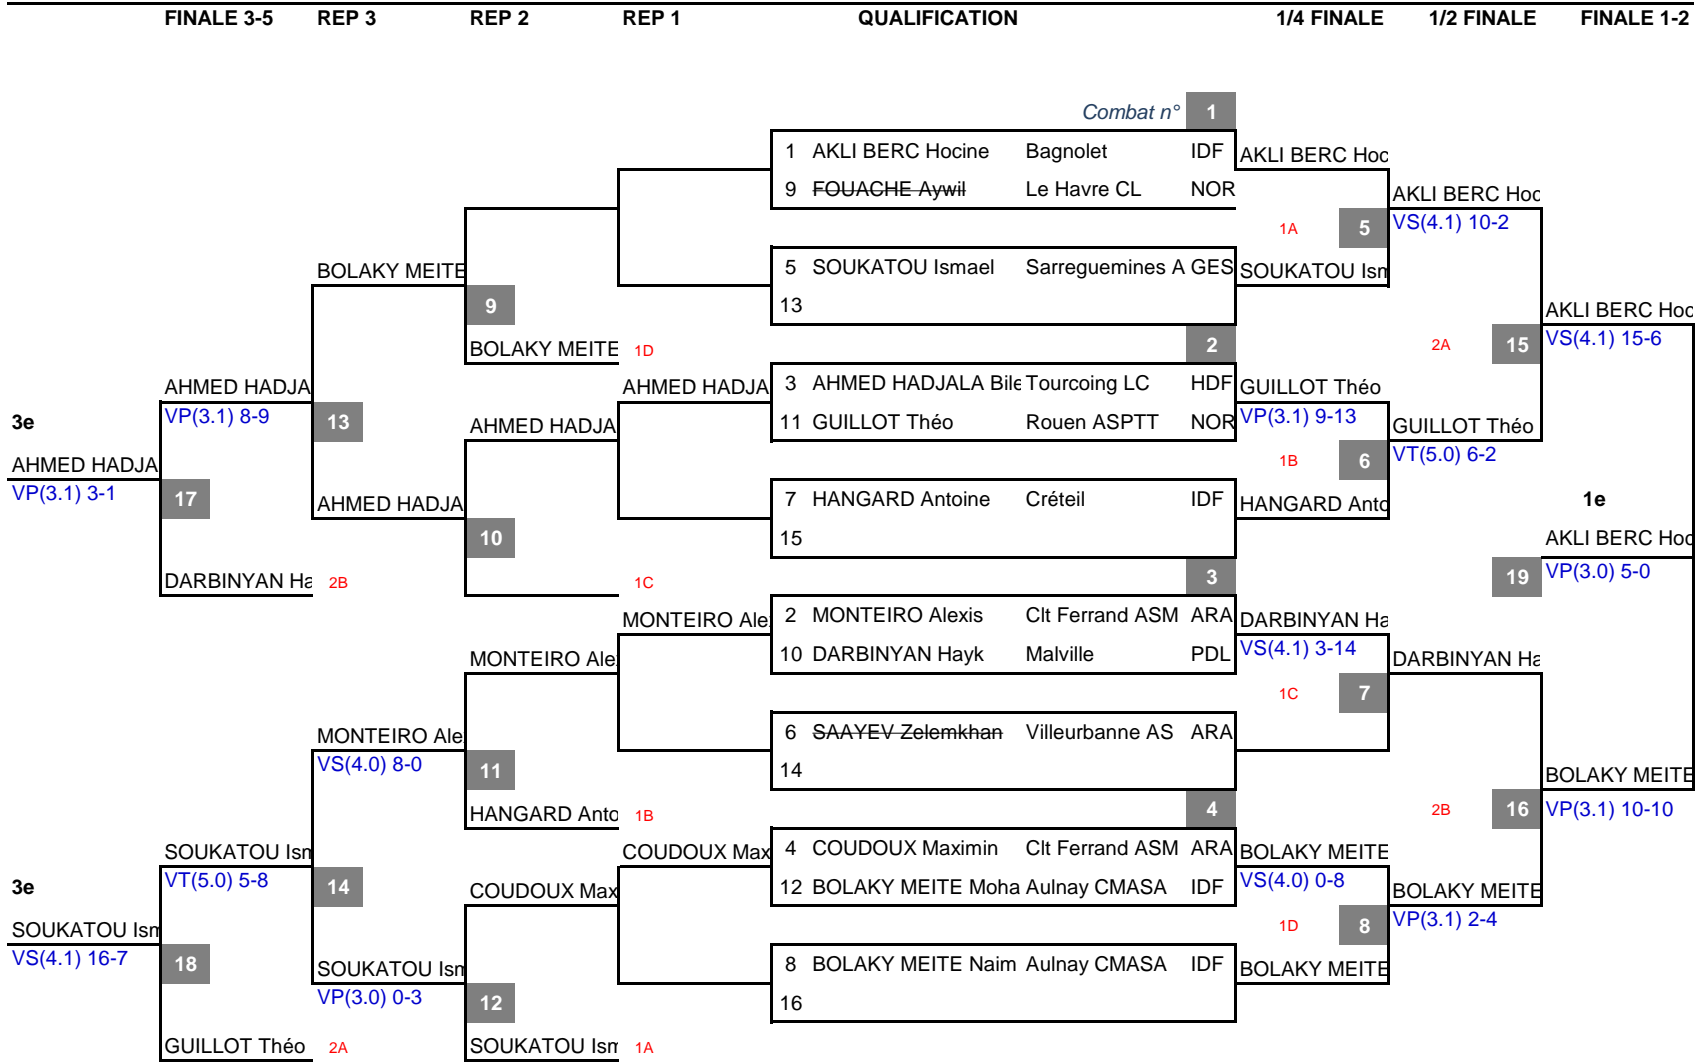 FINALE 3-5 REP 3 REP 2 REP 1 QUALIFICATION 1/4 FINALE 1/2 FINALE FINALE 1-2
Combat n° 1
1 AKLI BERC Hocine Bagnolet IDF AKLI BERC Hoc
9 FOUACHE Aywil Le Havre CL NOR AKLI BERC Hoc
1A 5 VS(4.1) 10-2
BOLAKY MEITE 5 SOUKATOU Ismael Sarreguemines A GES SOUKATOU Ism
9 13 AKLI BERC Hoc
BOLAKY MEITE 1D 2 2A 15 VS(4.1) 15-6
AHMED HADJA AHMED HADJA 3 AHMED HADJALA Bile Tourcoing LC HDF GUILLOT Théo
3e VP(3.1) 8-9 13 AHMED HADJA 11 GUILLOT Théo Rouen ASPTT NOR VP(3.1) 9-13 GUILLOT Théo
AHMED HADJA 1B 6 VT(5.0) 6-2
VP(3.1) 3-1 17 AHMED HADJA 7 HANGARD Antoine Créteil IDF HANGARD Anto 1e
10 15 AKLI BERC Hoc
DARBINYAN Ha 2B 1C 3 19 VP(3.0) 5-0
MONTEIRO Ale 2 MONTEIRO Alexis Clt Ferrand ASM ARA DARBINYAN Ha
MONTEIRO Ale 10 DARBINYAN Hayk Malville PDL VS(4.1) 3-14 DARBINYAN Ha
1C 7
MONTEIRO Ale 6 SAAYEV Zelemkhan Villeurbanne AS ARA
VS(4.0) 8-0 11 14 BOLAKY MEITE
HANGARD Anto 1B 4 2B 16 VP(3.1) 10-10
SOUKATOU Ism COUDOUX Max 4 COUDOUX Maximin Clt Ferrand ASM ARA BOLAKY MEITE
3e VT(5.0) 5-8 14 COUDOUX Max 12 BOLAKY MEITE Moha Aulnay CMASA IDF VS(4.0) 0-8 BOLAKY MEITE
SOUKATOU Ism 1D 8 VP(3.1) 2-4
VS(4.1) 16-7 18 SOUKATOU Ism 8 BOLAKY MEITE Naim Aulnay CMASA IDF BOLAKY MEITE
VP(3.0) 0-3 12 16
GUILLOT Théo 2A SOUKATOU Ism 1A